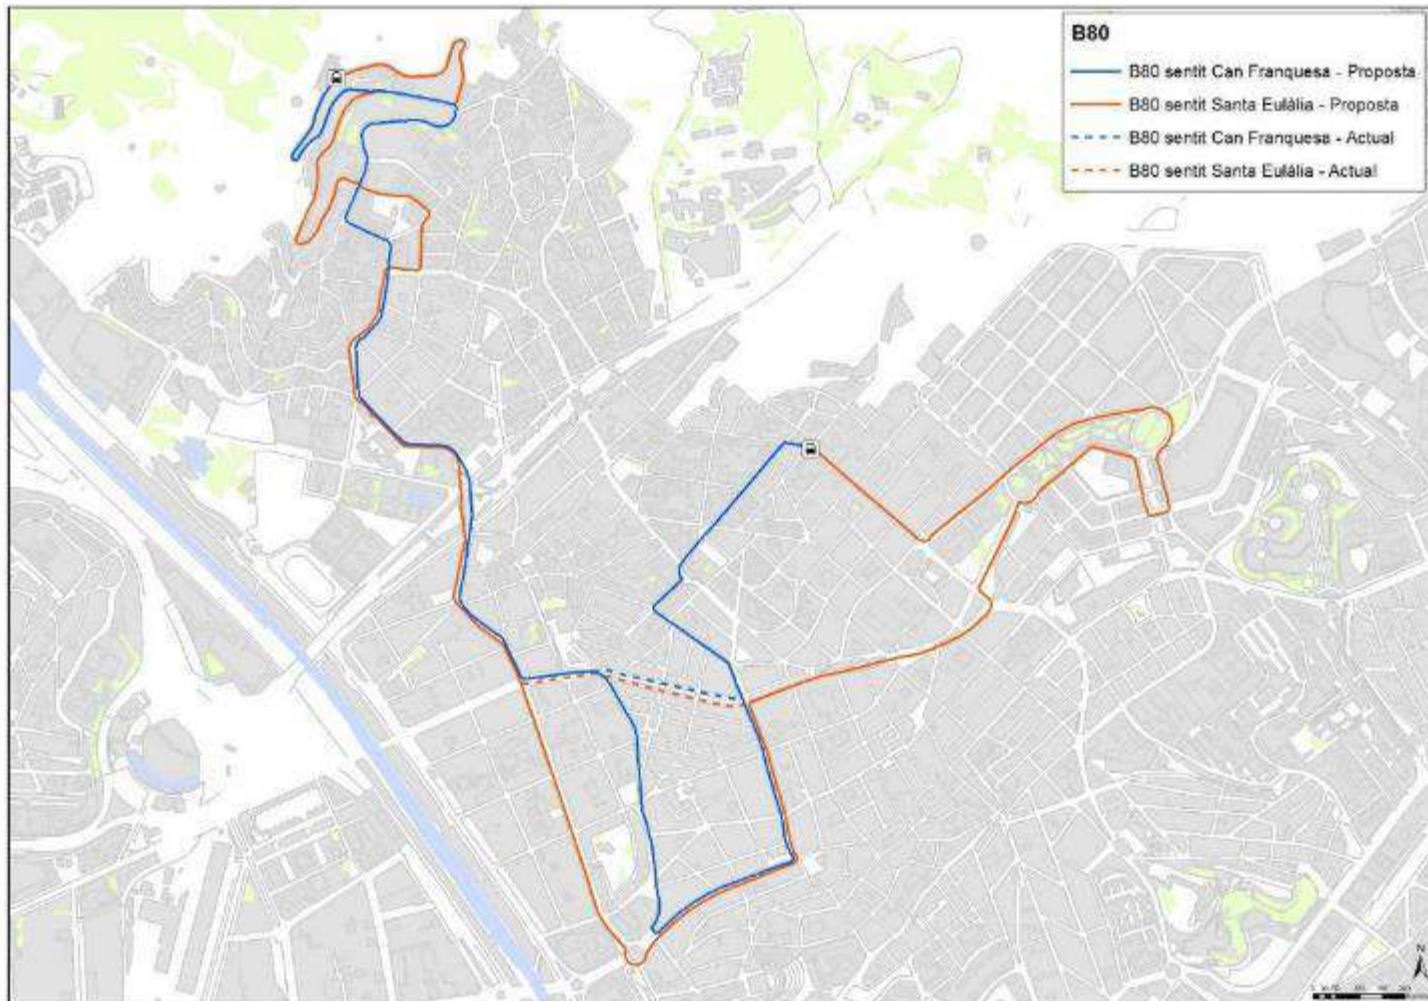 B80
B80 sentit Can Franquesa - Proposta
B80 sentit Santa Eulàlia - Proposta
B80 sentit Can Franquesa - Actual
B80 sentit Santa Eulàlia - Actual
N